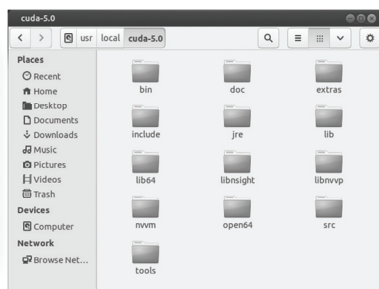 cuda-5.0
usr local cuda-5.0
Places
Recent
Home
Desktop
Documents
Downloads
Music
Pictures
Videos
Trash
Devices
Computer
Network
Browse Net...
bin doc extras
include jre lib
lib64 libnsight libnvvp
nvvm open64 src
tools